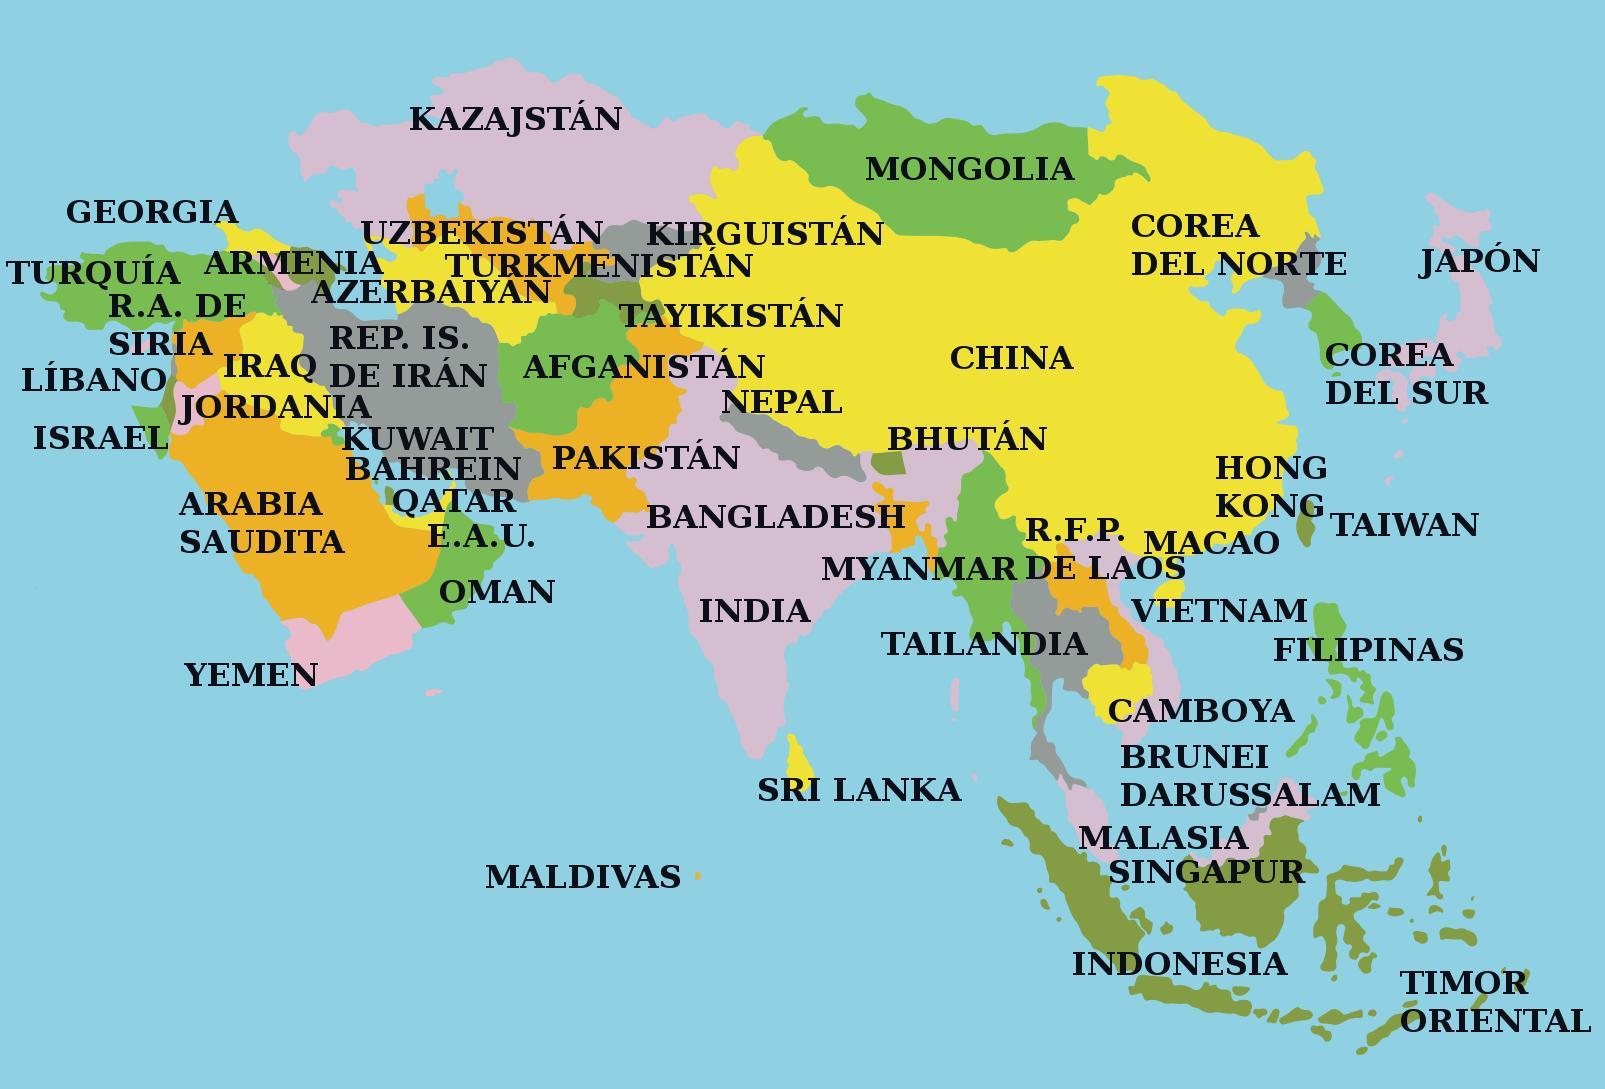 KAZAJSTÁN
MONGOLIA
GEORGIA
UZBEKISTÁN
KIRGUISTÁN
COREA
DEL NORTE
JAPÓN
TURQUÍA
ARMENIA
TURKMENISTÁN
AZERBAIYÁN
R.A. DE
SIRIA
TAYIKISTÁN
REP. IS.
DE IRÁN
IRAQ
AFGANISTÁN
CHINA
COREA
DEL SUR
LÍBANO
JORDANIA
NEPAL
ISRAEL
KUWAIT
BHUTÁN
BAHREIN
PAKISTÁN
HONG
KONG
QATAR
ARABIA
SAUDITA
BANGLADESH
R.F.P.
DE LAOS
MACAO
TAIWAN
E.A.U.
MYANMAR
OMAN
INDIA
VIETNAM
TAILANDIA
FILIPINAS
YEMEN
CAMBOYA
BRUNEI
DARUSSALAM
SRI LANKA
MALASIA
SINGAPUR
MALDIVAS
INDONESIA
TIMOR
ORIENTAL